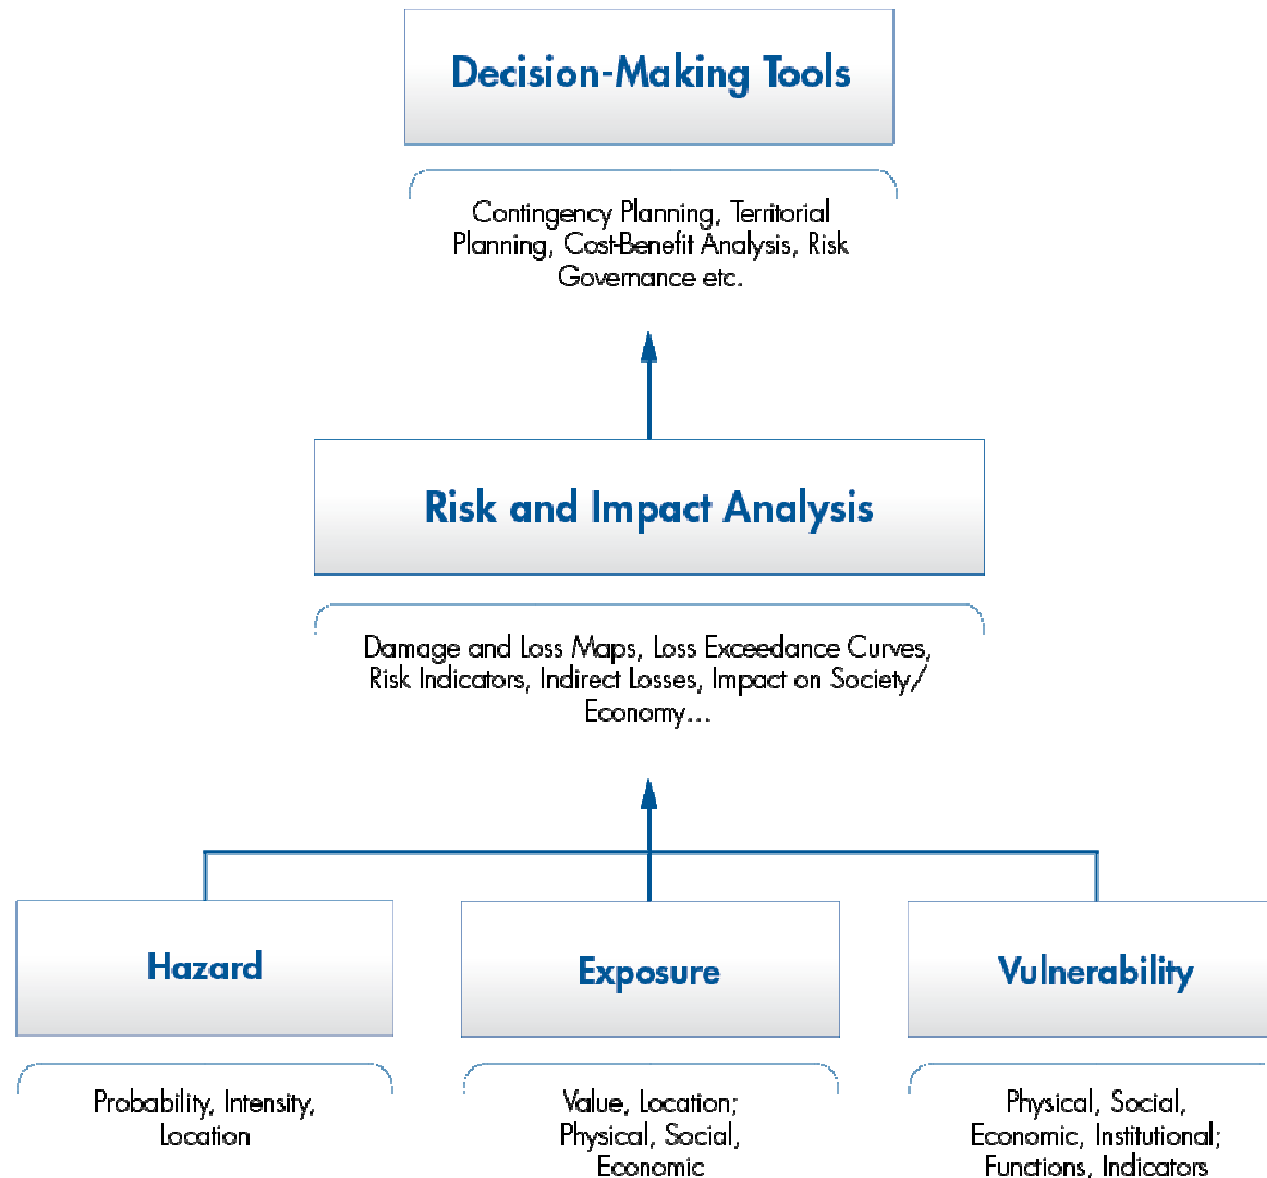 Decision-Making Tools
Contingency Planning, Territorial
Planning, Cost-Benefit Analysis, Risk
Governance etc.
Risk and Impact Analysis
Damage and Loss Maps, Loss Exceedance Curves,
Risk Indicators, Indirect Losses, Impact on Society/
Economy...
Hazard
Probability, Intensity,
Location
Exposure
Value, Location;
Physical, Social,
Economic
Vulnerability
Physical, Social,
Economic, Institutional;
Functions, Indicators